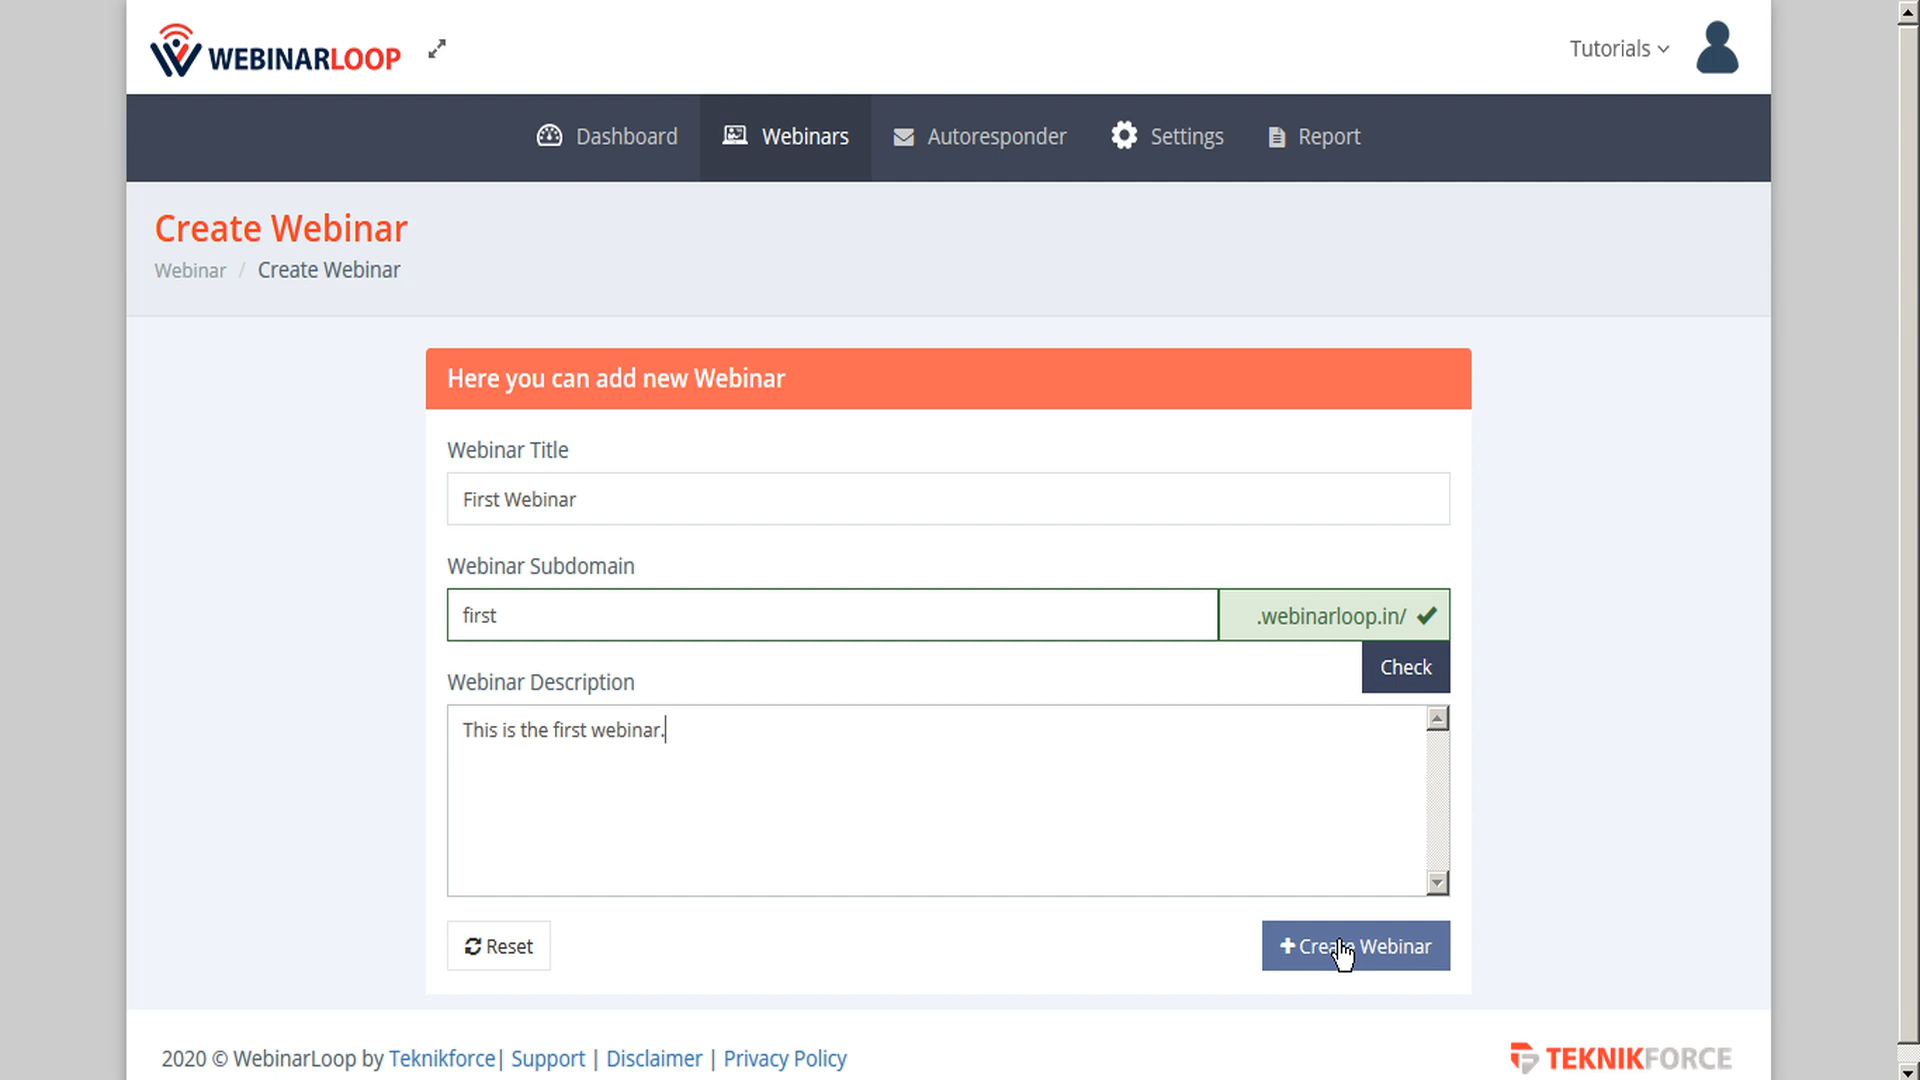 WEBINARLOOP
Tutorials
Dashboard
Webinars
Autoresponder
Settings
Report
Create Webinar
Webinar / Create Webinar
Here you can add new Webinar
Webinar Title
First Webinar
Webinar Subdomain
first
.webinarloop.in/
Check
Webinar Description
This is the first webinar.
Reset
Create Webinar
2020 © WebinarLoop by Teknikforce| Support | Disclaimer | Privacy Policy
TEKNIKFORCE